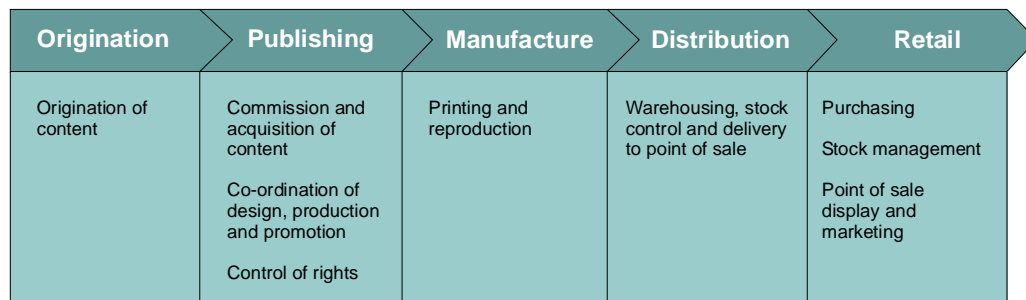 Origination
Publishing
Manufacture
Distribution
Retail
Origination of
content
Commission and
acquisition of
content
Co-ordination of
design, production
and promotion
Control of rights
Printing and
reproduction
Warehousing, stock
control and delivery
to point of sale
Purchasing
Stock management
Point of sale
display and
marketing